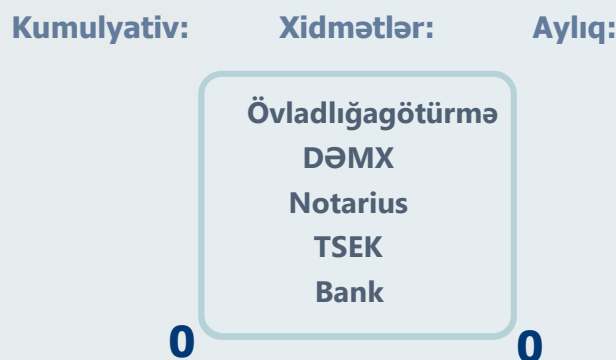 Kumulyativ: Xidmətlər: Aylıq:
Övladlığagötürmə
DƏMX
Notarius
TSEK
Bank
0 0